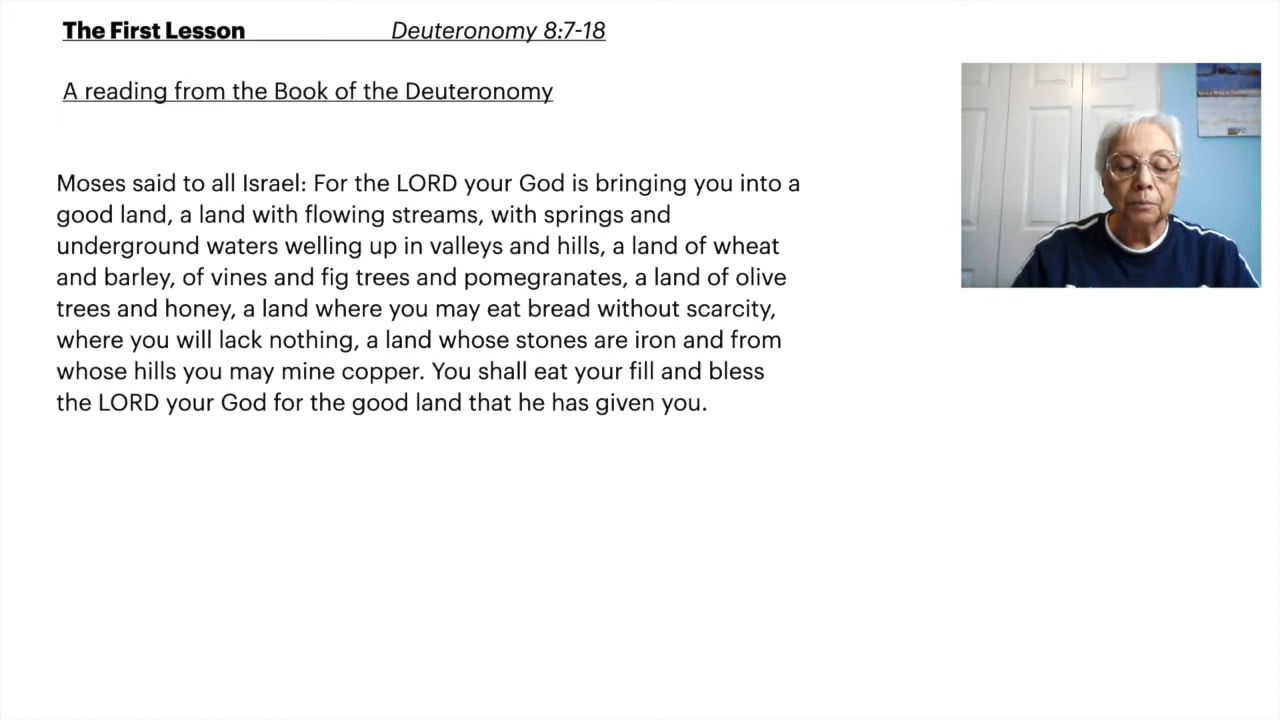 The First Lesson Deuteronomy 8:7-18
A reading from the Book of the Deuteronomy
Moses said to all Israel: For the LORD your God is bringing you into a
good land, a land with flowing streams, with springs and
underground waters welling up in valleys and hills, a land of wheat
and barley, of vines and fig trees and pomegranates, a land of olive
trees and honey, a land where you may eat bread without scarcity,
where you will lack nothing, a land whose stones are iron and from
whose hills you may mine copper. You shall eat your fill and bless
the LORD your God for the good land that he has given you.